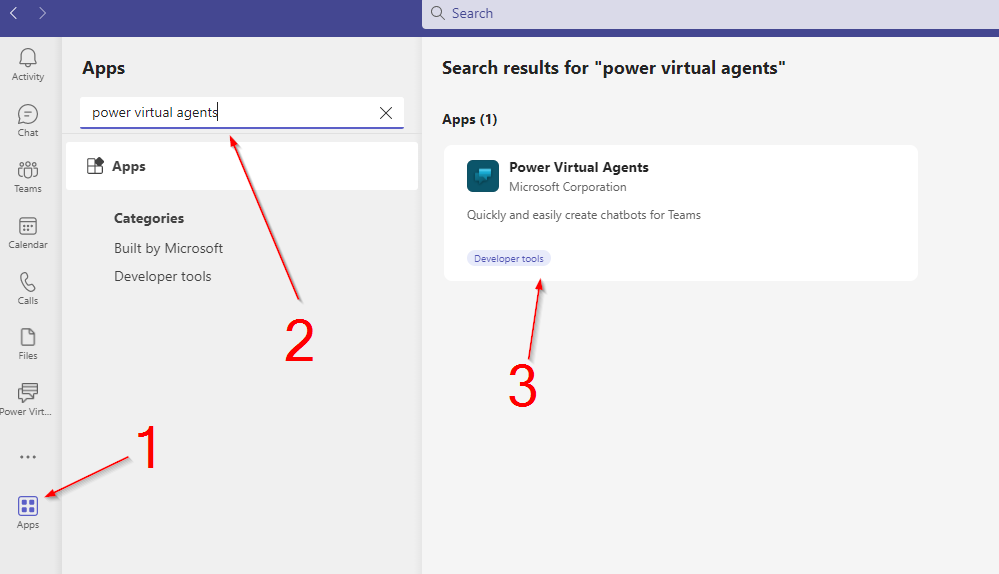 Search
Activity
Chat
Teams
Calendar
Calls
Files
Power Virt...
Apps
Apps
power virtual agents
Apps
Categories
Built by Microsoft
Developer tools
1
2
Search results for "power virtual agents"
Apps (1)
Power Virtual Agents
Microsoft Corporation
Quickly and easily create chatbots for Teams
Developer tools
3